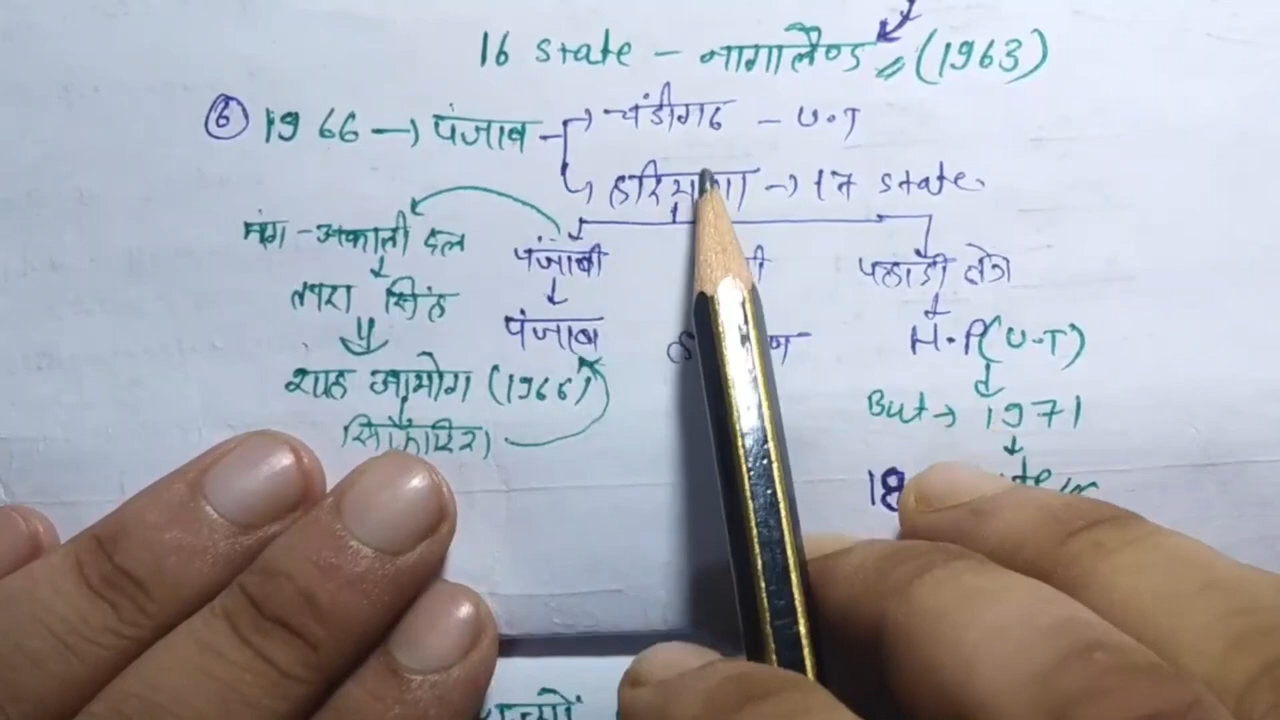 16 state - नागालैण्ड (1963)
⑥ 1966 → पंजाब → चंडीगढ - U.T
→ हरियाणा → 17 state
मांग - अकाली दल
पंजाबी
पहाडी क्षेत्र
तारा सिंह
पंजाब
H.P (U.T)
शाह आयोग (1966)
But → 1971
सिफारिश
18
राज्यों